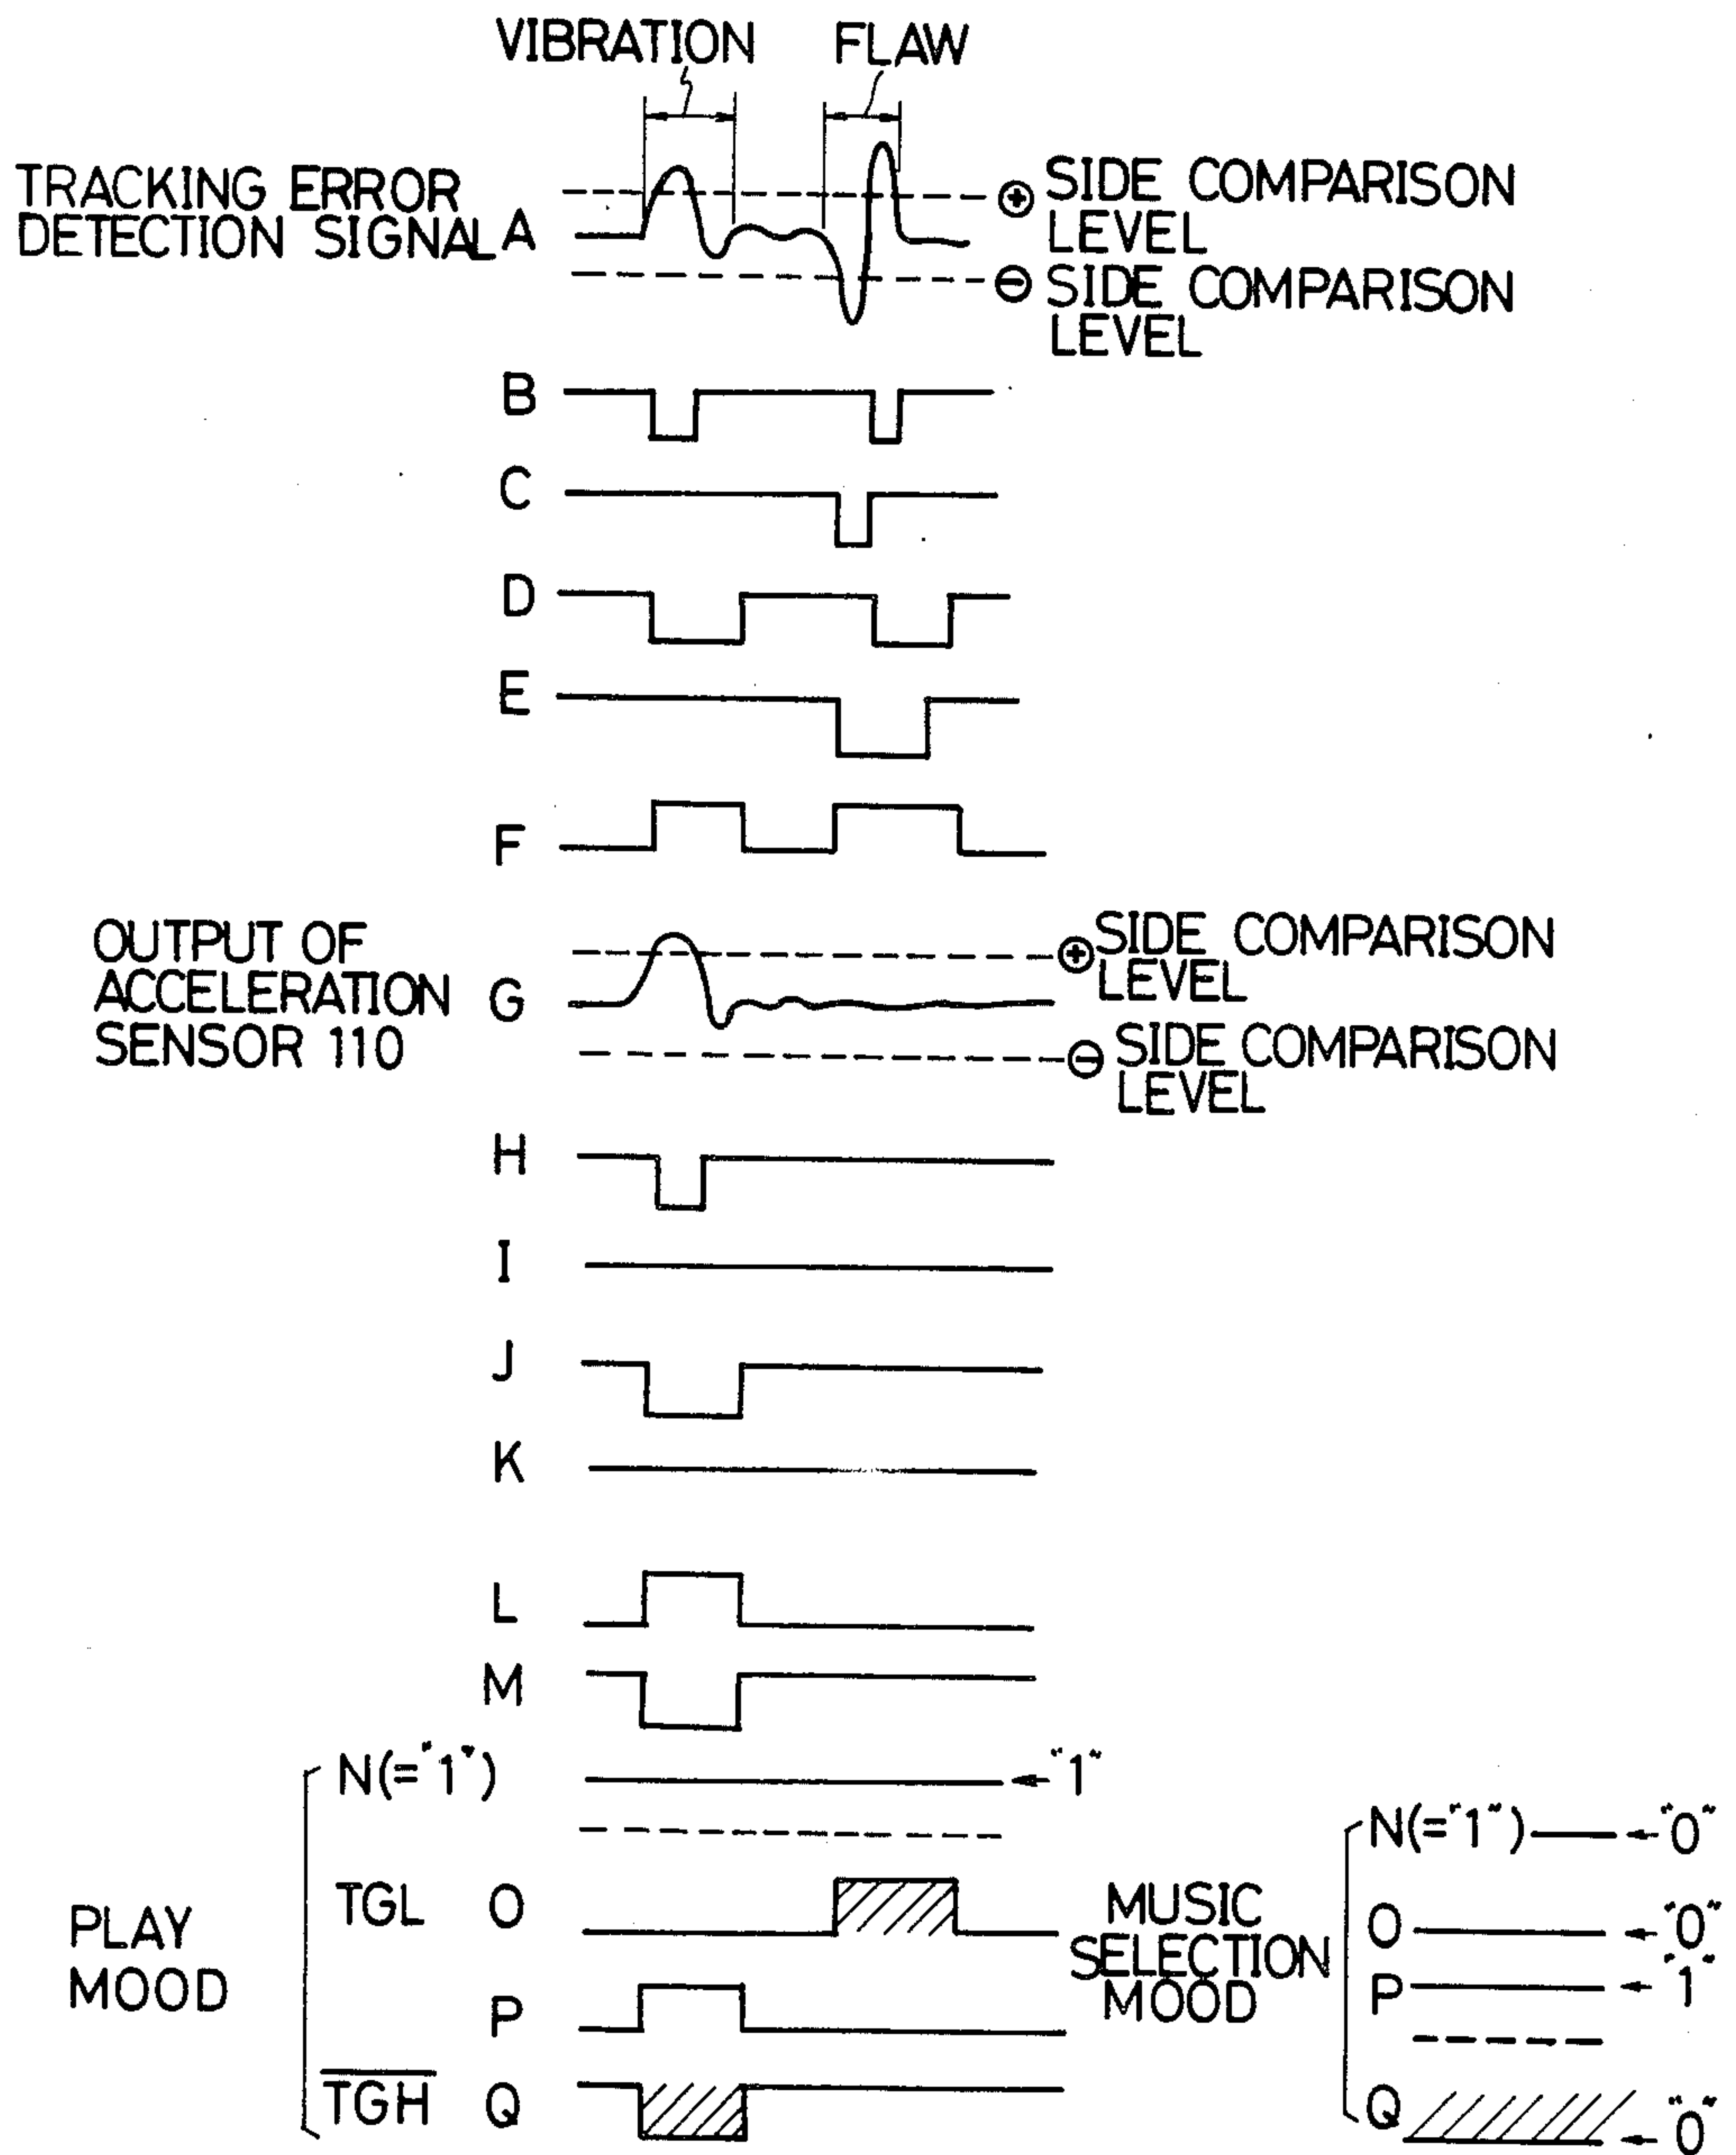 VIBRATION FLAW
TRACKING ERROR
DETECTION SIGNAL A
⊕ SIDE COMPARISON
LEVEL
⊖ SIDE COMPARISON
LEVEL
B
C
D
E
F
OUTPUT OF
ACCELERATION
SENSOR 110
G
⊕ SIDE COMPARISON
LEVEL
⊖ SIDE COMPARISON
LEVEL
H
I
J
K
L
M
PLAY
MOOD
N(="1") "1"
TGL O
P
T̅G̅H̅ Q
MUSIC
SELECTION
MOOD
N(="1") "0"
O "0"
P "1"
Q "0"